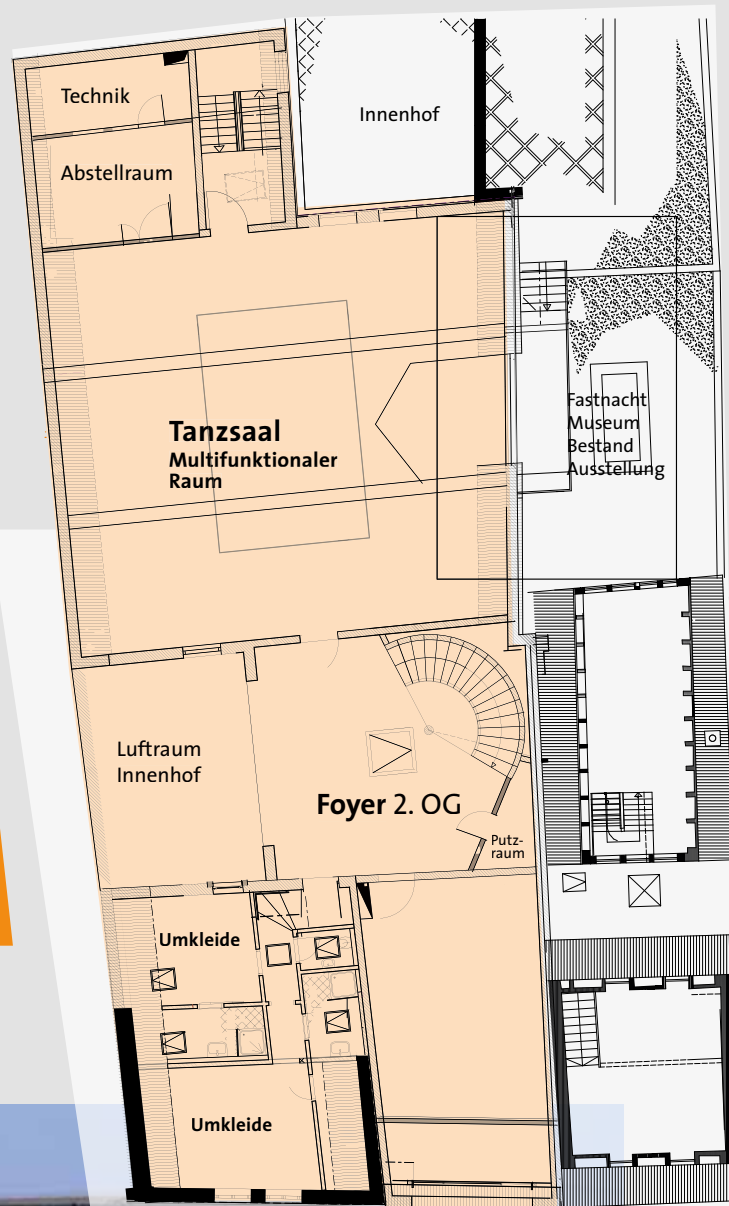 Technik
Innenhof
Abstellraum
Tanzsaal
Multifunktionaler
Raum
Fastnacht
Museum
Bestand
Ausstellung
Luftraum
Innenhof
Foyer 2. OG
Putz-
raum
Umkleide
Umkleide